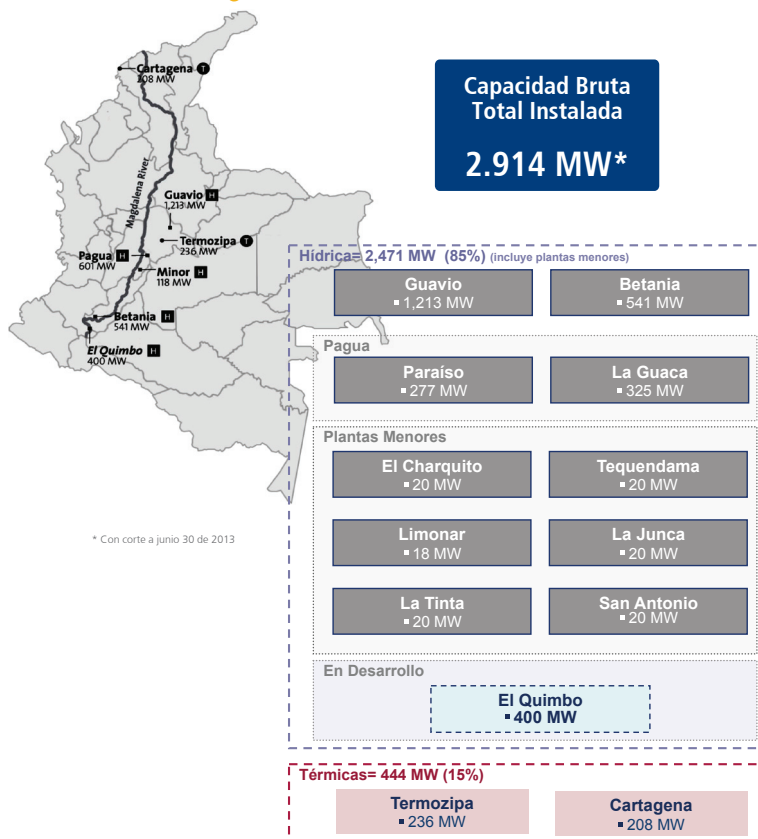 Cartagena T
208 MW
Magdalena River
Guavio H
1,213 MW
Termozipa T
236 MW
Pagua H
601 MW
Minor H
118 MW
Betania H
541 MW
El Quimbo H
400 MW
* Con corte a junio 30 de 2013
Capacidad Bruta
Total Instalada
2.914 MW*
Hídrica= 2,471 MW (85%) (incluye plantas menores)
Guavio
▪ 1,213 MW
Betania
▪ 541 MW
Pagua
Paraíso
▪ 277 MW
La Guaca
▪ 325 MW
Plantas Menores
El Charquito
▪ 20 MW
Tequendama
▪ 20 MW
Limonar
▪ 18 MW
La Junca
▪ 20 MW
La Tinta
▪ 20 MW
San Antonio
▪ 20 MW
En Desarrollo
El Quimbo
▪ 400 MW
Térmicas= 444 MW (15%)
Termozipa
▪ 236 MW
Cartagena
▪ 208 MW